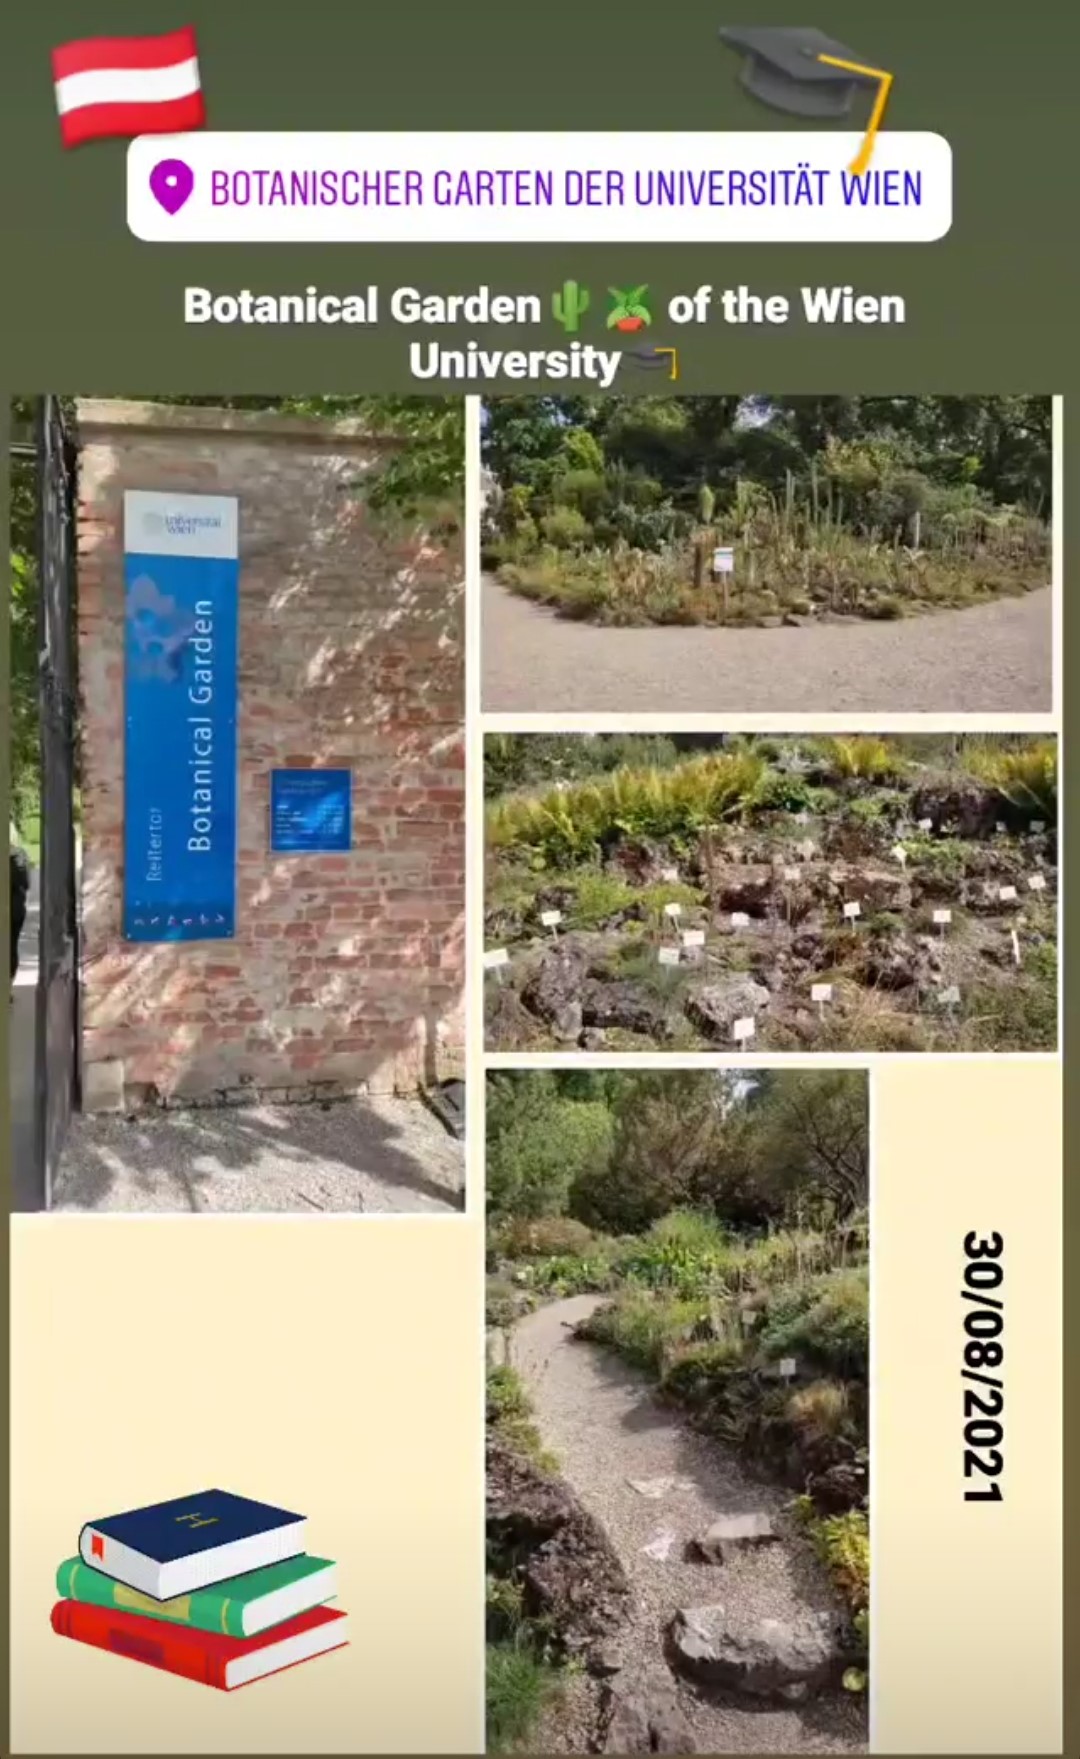 BOTANISCHER GARTEN DER UNIVERSITÄT WIEN
Botanical Garden🌵🪴 of the Wien
University🎓
universität
wien
Botanical Garden
Reitertor
30/08/2021
H